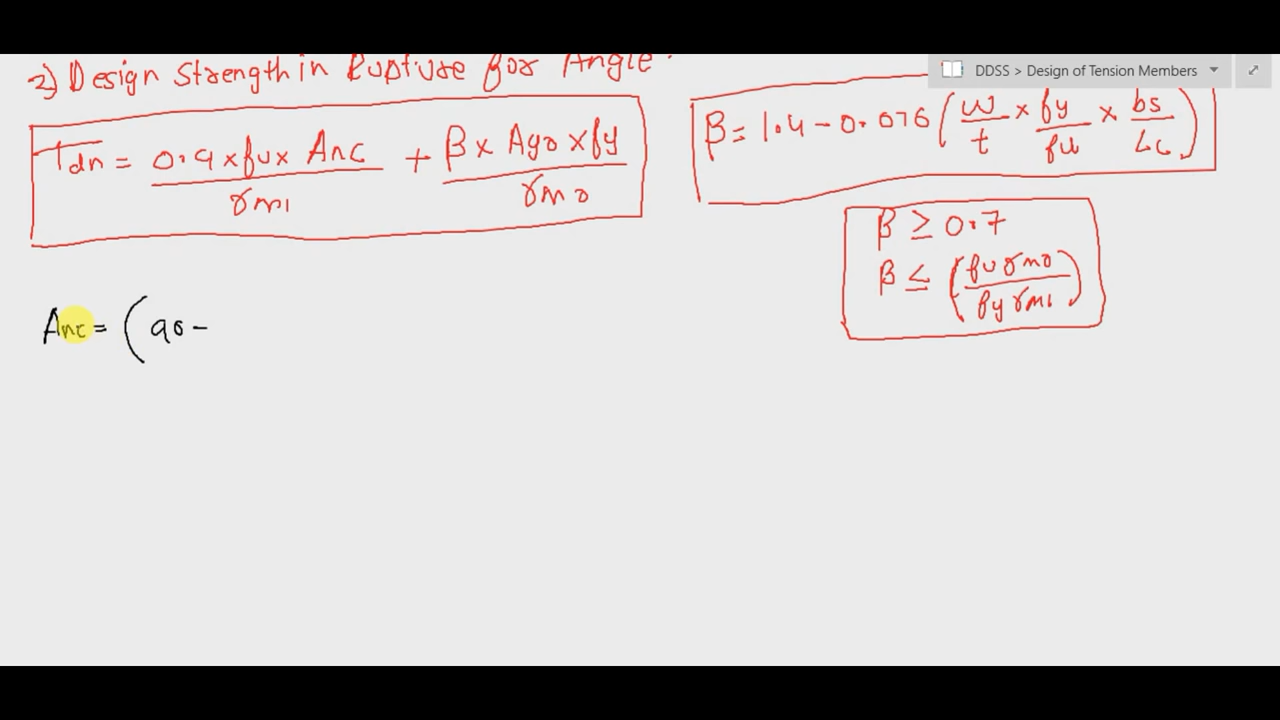 2) Design Strength in Rupture for Angle
DDSS > Design of Tension Members
Tdn = 0.9 x fu x Anc / γm1 + β x Ago x fy / γm0
β = 1.4 - 0.076 ( w/t x fy/fu x bs/Lc )
β ≥ 0.7
β ≤ ( fu γm0 / fy γm1 )
Anc = ( 90 -